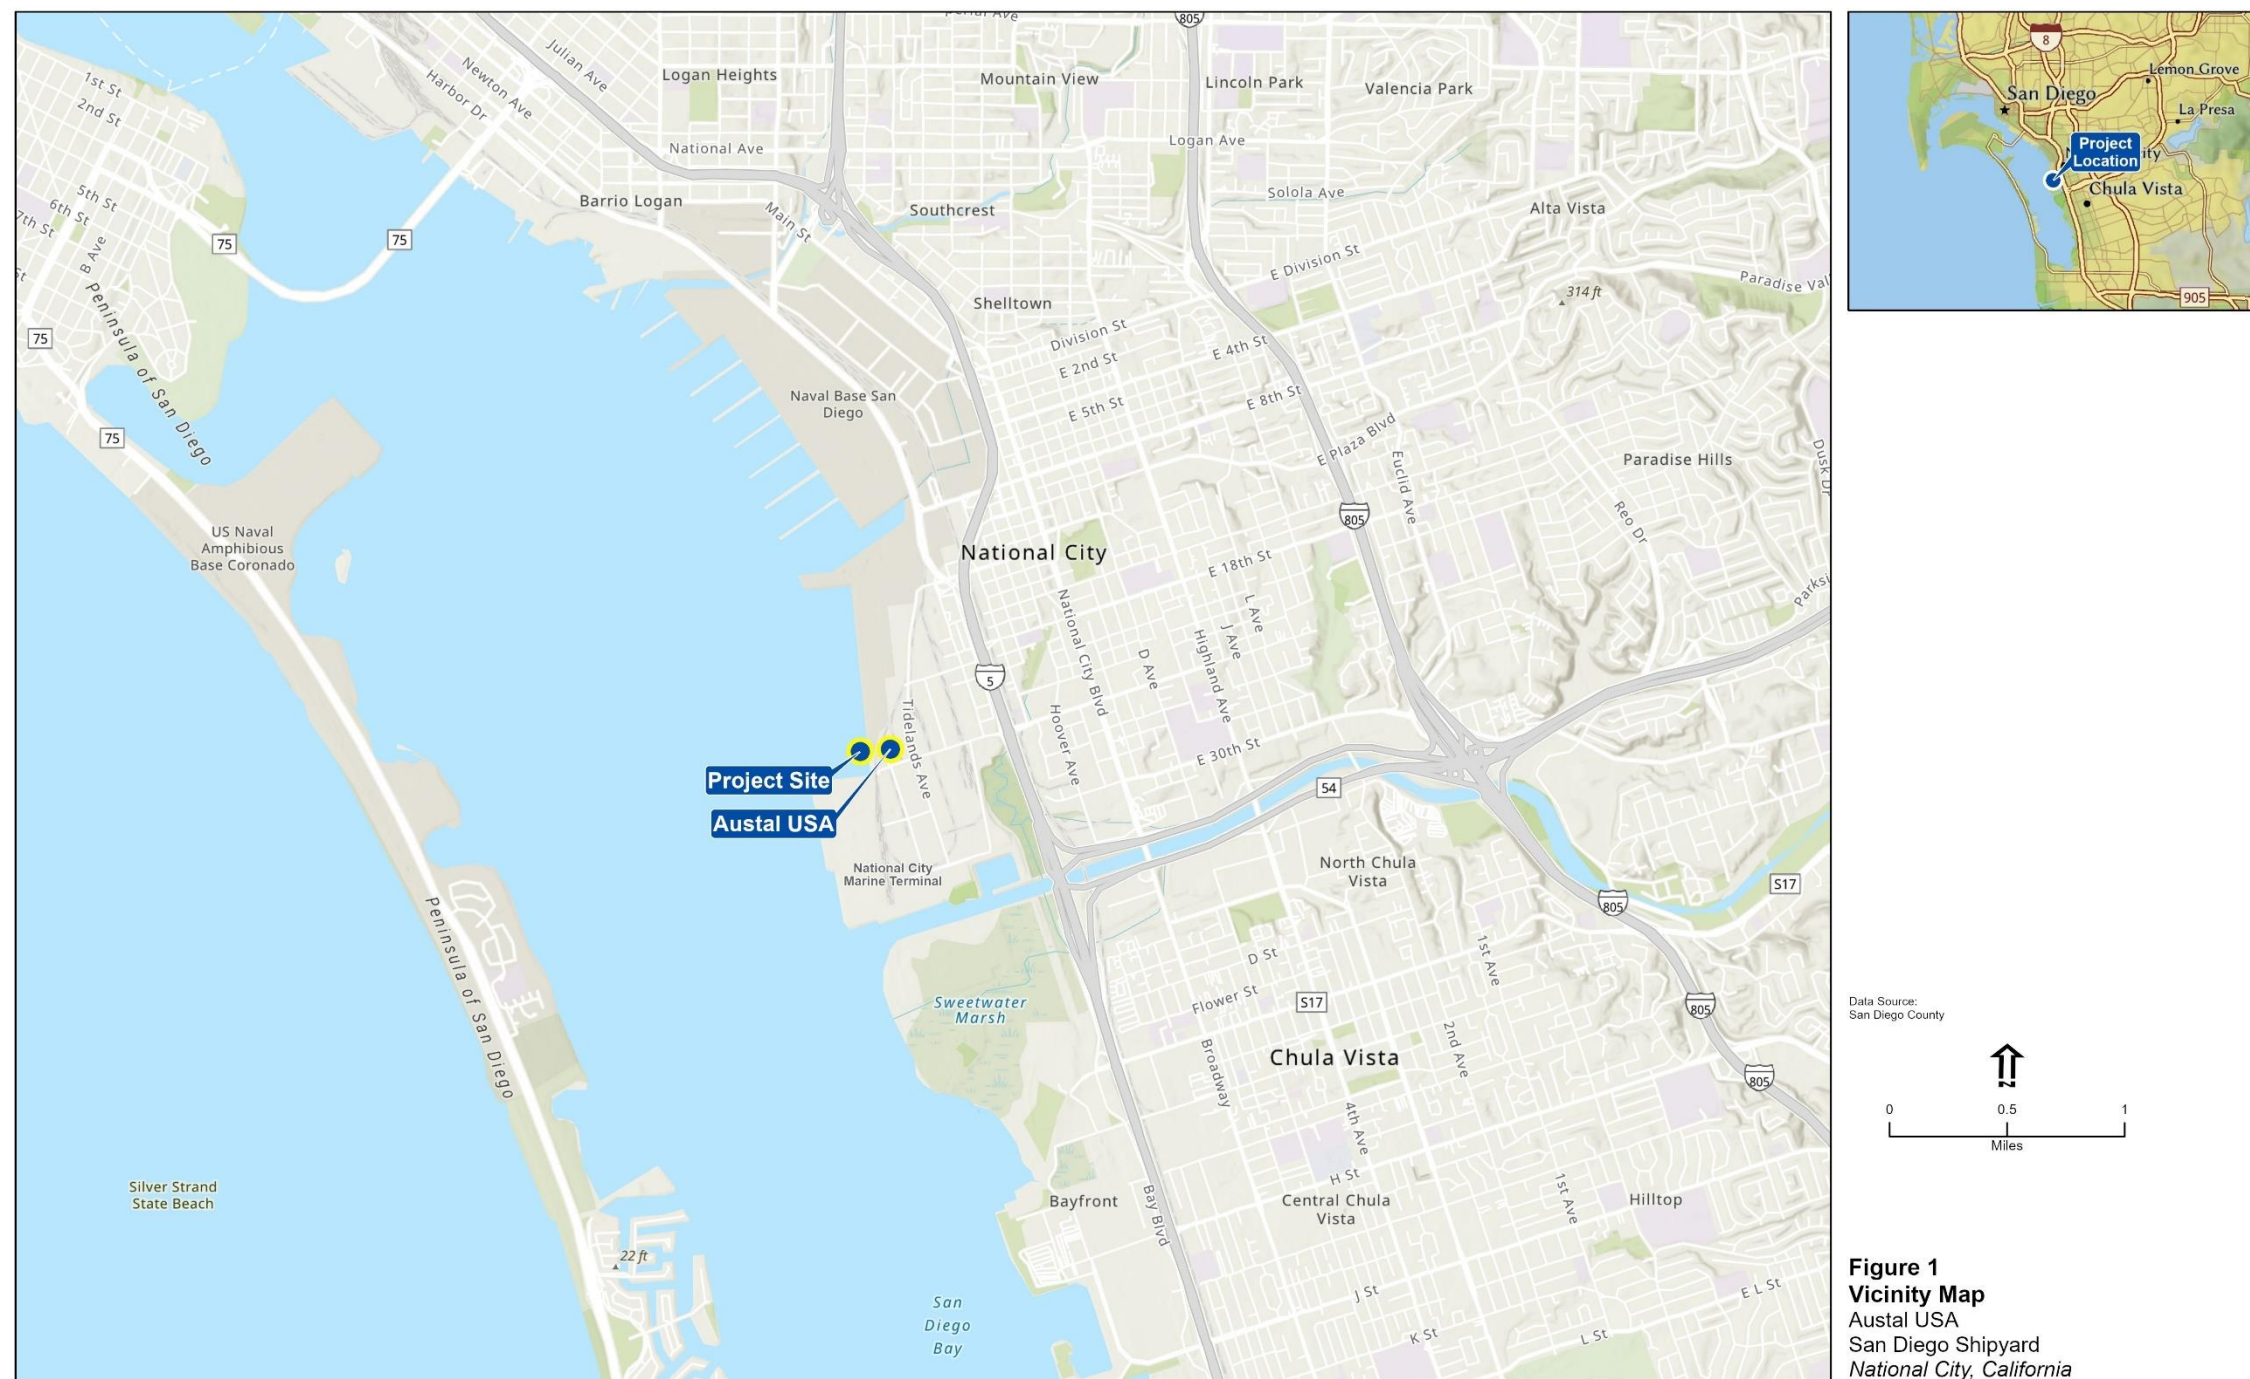 Imperial Ave
805
Julian Ave
Newton Ave
Harbor Dr
1st St
2nd St
Logan Heights
Mountain View
Lincoln Park
Valencia Park
National Ave
Logan Ave
5th St
6th St
7th St
B Ave
75
75
Barrio Logan
Main St
Southcrest
Solola Ave
Alta Vista
E Division St
Paradise Val
314 ft
Shelltown
Division St
E 2nd St
E 4th St
75
Peninsula of San Diego
75
Naval Base San
Diego
E 5th St
E 8th St
E Plaza Blvd
Euclid Ave
Paradise Hills
Dusk Dr
Reo Dr
US Naval
Amphibious
Base Coronado
805
National City
E 18th St
Parksi
National City Blvd
L Ave
J Ave
Highland Ave
D Ave
5
Hoover Ave
Tidelands Ave
E 30th St
Project Site
Austal USA
54
National City
Marine Terminal
North Chula
Vista
S17
805
Peninsula of San Diego
1st Ave
D St
Flower St
S17
805
Sweetwater
Marsh
Broadway
Chula Vista
2nd Ave
805
4th Ave
Silver Strand
State Beach
Bayfront
Bay Blvd
H St
Central Chula
Vista
1st Ave
Hilltop
22 ft
San
Diego
Bay
J St
K St
L St
E L St
8
Lemon Grove
San Diego
La Presa
Project
Location
ity
Chula Vista
905
Data Source:
San Diego County
N
0 0.5 1
Miles
Figure 1
Vicinity Map
Austal USA
San Diego Shipyard
National City, California